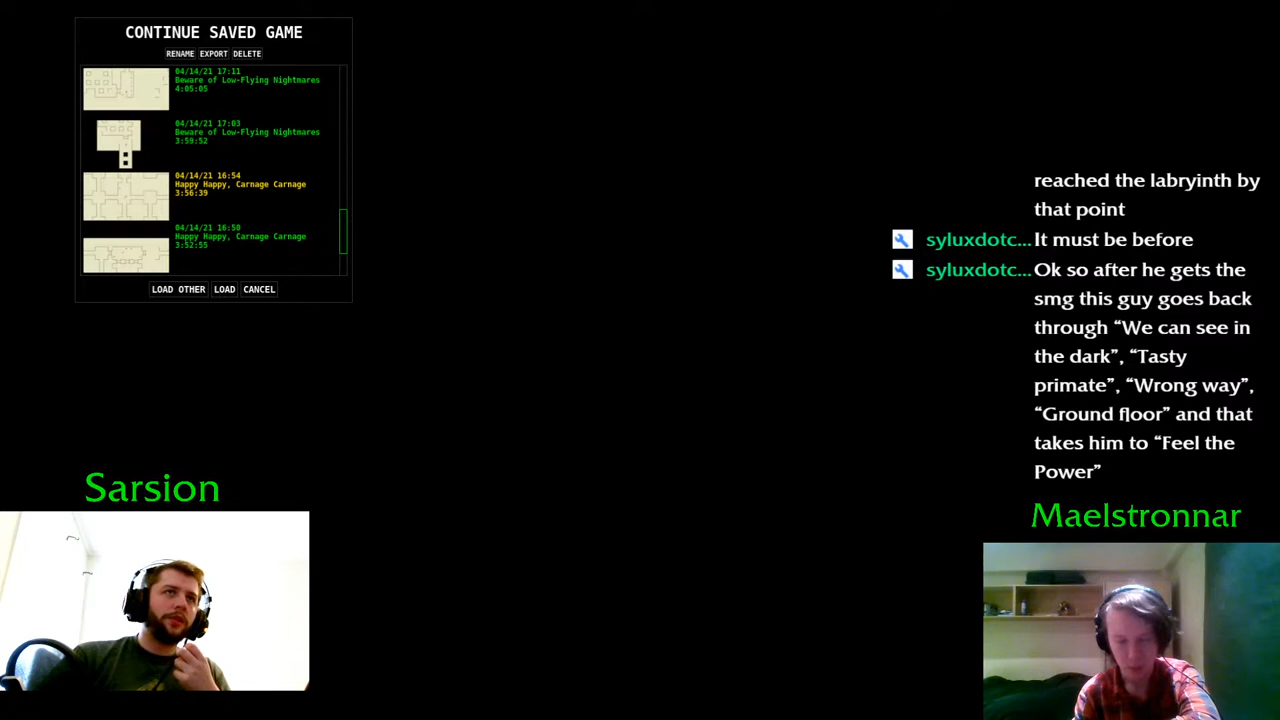 CONTINUE SAVED GAME
RENAME EXPORT DELETE
04/14/21 17:11
Beware of Low-Flying Nightmares
4:05:05
04/14/21 17:03
Beware of Low-Flying Nightmares
3:59:52
04/14/21 16:54
Happy Happy, Carnage Carnage
3:56:39
04/14/21 16:50
Happy Happy, Carnage Carnage
3:52:55
LOAD OTHER LOAD CANCEL
reached the labryinth by
that point
syluxdotc... It must be before
syluxdotc... Ok so after he gets the
smg this guy goes back
through “We can see in
the dark”, “Tasty
primate”, “Wrong way”,
“Ground floor” and that
takes him to “Feel the
Power”
Sarsion
Maelstronnar